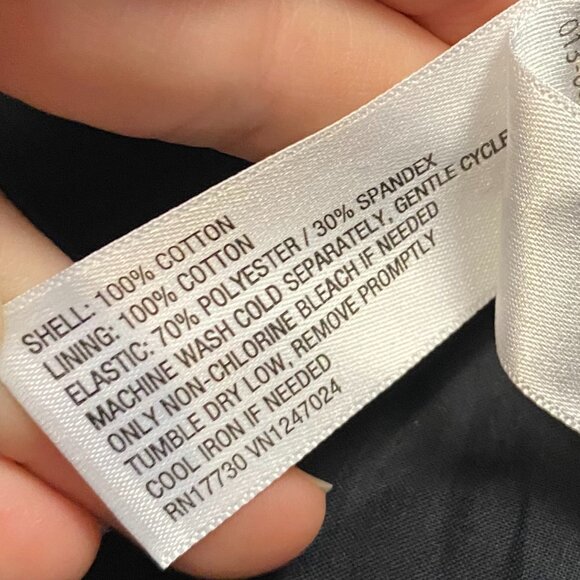 SHELL: 100% COTTON
LINING: 100% COTTON
ELASTIC: 70% POLYESTER / 30% SPANDEX
MACHINE WASH COLD SEPARATELY, GENTLE CYCLE
ONLY NON-CHLORINE BLEACH IF NEEDED
TUMBLE DRY LOW, REMOVE PROMPTLY
COOL IRON IF NEEDED
RN17730 VN1247024